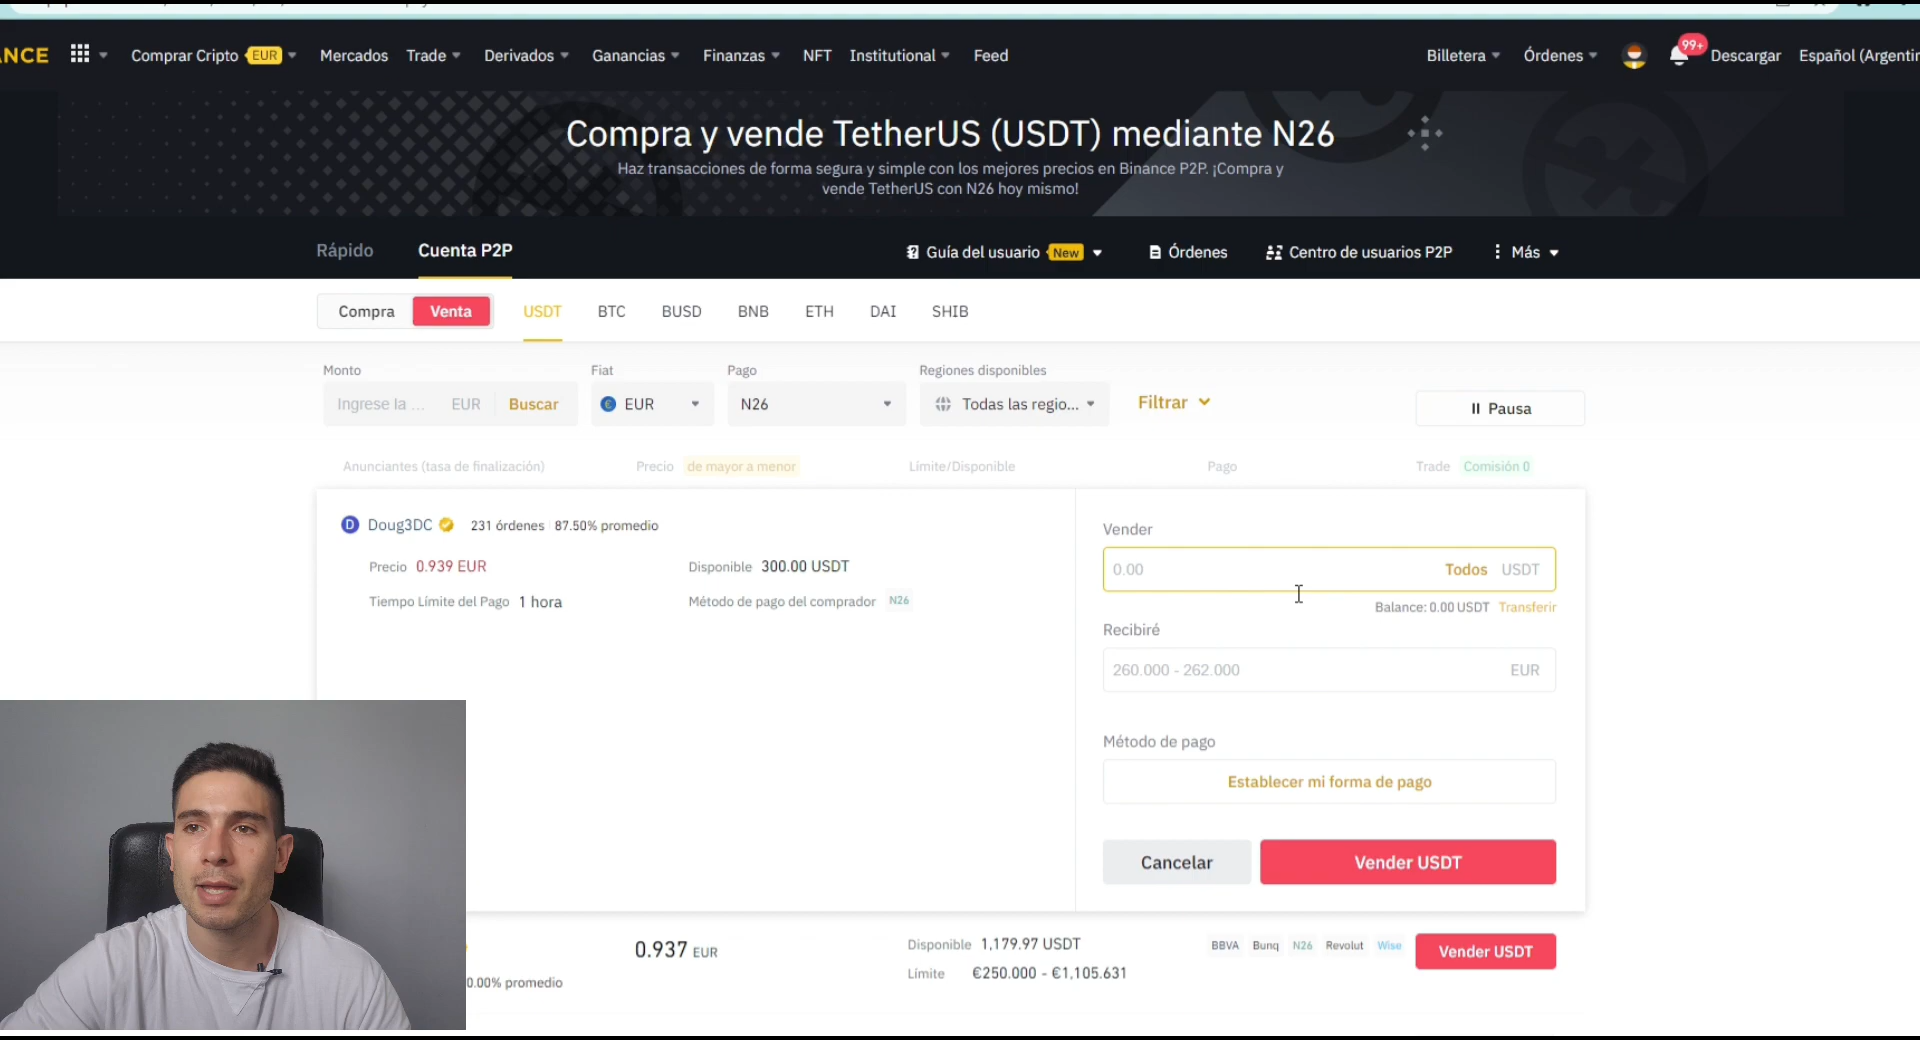 NCE
Comprar Cripto EUR
Mercados
Trade
Derivados
Ganancias
Finanzas
NFT
Institutional
Feed
Billetera
Órdenes
99+
Descargar
Español (Argentin
Compra y vende TetherUS (USDT) mediante N26
Haz transacciones de forma segura y simple con los mejores precios en Binance P2P. ¡Compra y
vende TetherUS con N26 hoy mismo!
Rápido
Cuenta P2P
Guía del usuario New
Órdenes
Centro de usuarios P2P
Más
Compra
Venta
USDT
BTC
BUSD
BNB
ETH
DAI
SHIB
Monto
Fiat
Pago
Regiones disponibles
Ingrese la ...
EUR
Buscar
EUR
N26
Todas las regio...
Filtrar
Pausa
Anunciantes (tasa de finalización)
Precio de mayor a menor
Límite/Disponible
Pago
Trade Comisión 0
D Doug3DC 231 órdenes 87.50% promedio
Precio 0.939 EUR
Disponible 300.00 USDT
Tiempo Límite del Pago 1 hora
Método de pago del comprador N26
Vender
0.00
Todos
USDT
Balance: 0.00 USDT Transferir
Recibiré
260.000 - 262.000
EUR
Método de pago
Establecer mi forma de pago
Cancelar
Vender USDT
0.937 EUR
Disponible 1,179.97 USDT
BBVA Bunq N26 Revolut Wise
Vender USDT
Límite €250.000 - €1,105.631
0.00% promedio